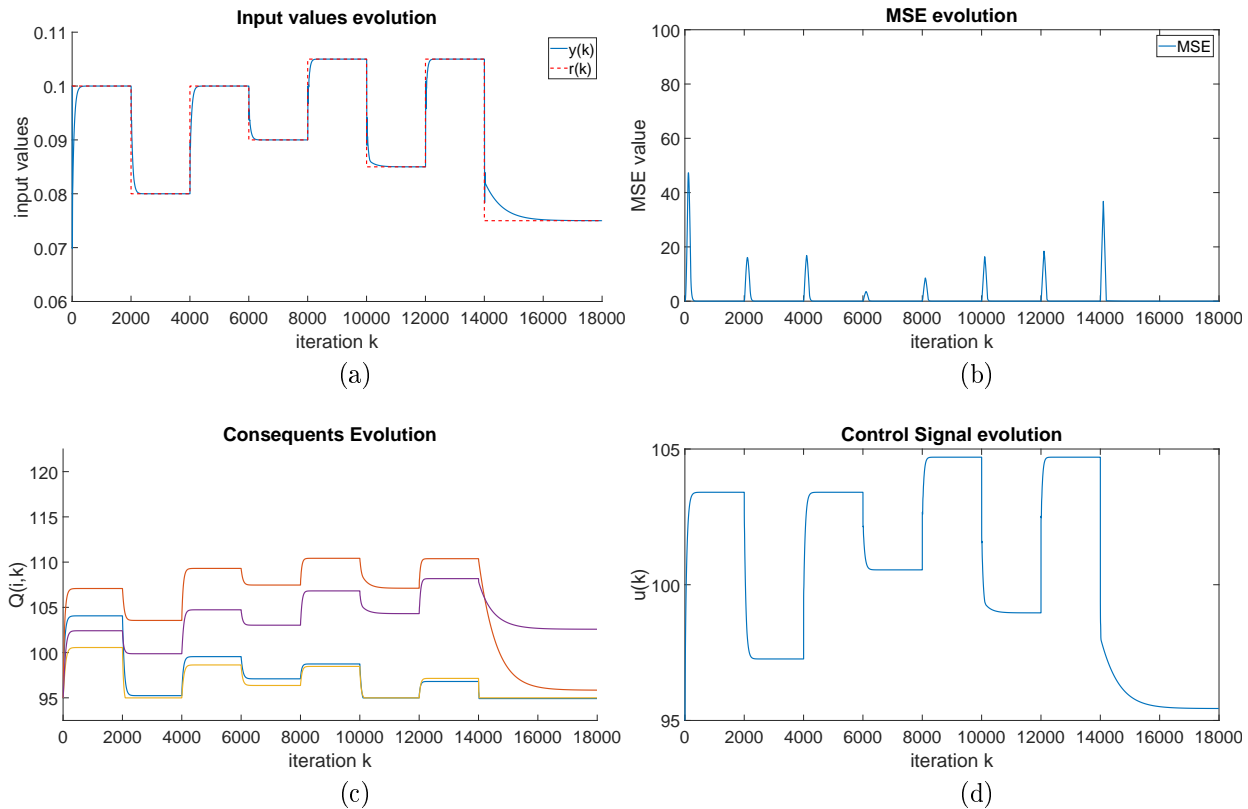 Input values evolution
0.11
0.1
0.09
0.08
0.07
0.06
input values
y(k)
r(k)
0 2000 4000 6000 8000 10000 12000 14000 16000 18000
iteration k
(a)
MSE evolution
100
80
60
40
20
0
MSE value
MSE
0 2000 4000 6000 8000 10000 12000 14000 16000 18000
iteration k
(b)
Consequents Evolution
120
115
110
105
100
95
Q(i,k)
0 2000 4000 6000 8000 10000 12000 14000 16000 18000
iteration k
(c)
Control Signal evolution
105
100
95
u(k)
0 2000 4000 6000 8000 10000 12000 14000 16000 18000
iteration k
(d)